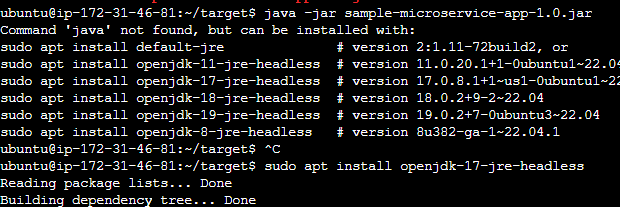 ubuntu@ip-172-31-46-81:~/target$ java -jar sample-microservice-app-1.0.jar
Command 'java' not found, but can be installed with:
sudo apt install default-jre              # version 2:1.11-72build2, or
sudo apt install openjdk-11-jre-headless  # version 11.0.20.1+1-0ubuntu1~22.04
sudo apt install openjdk-17-jre-headless  # version 17.0.8.1+1~us1-0ubuntu1~22
sudo apt install openjdk-18-jre-headless  # version 18.0.2+9-2~22.04
sudo apt install openjdk-19-jre-headless  # version 19.0.2+7-0ubuntu3~22.04
sudo apt install openjdk-8-jre-headless   # version 8u382-ga-1~22.04.1
ubuntu@ip-172-31-46-81:~/target$ ^C
ubuntu@ip-172-31-46-81:~/target$ sudo apt install openjdk-17-jre-headless
Reading package lists... Done
Building dependency tree... Done